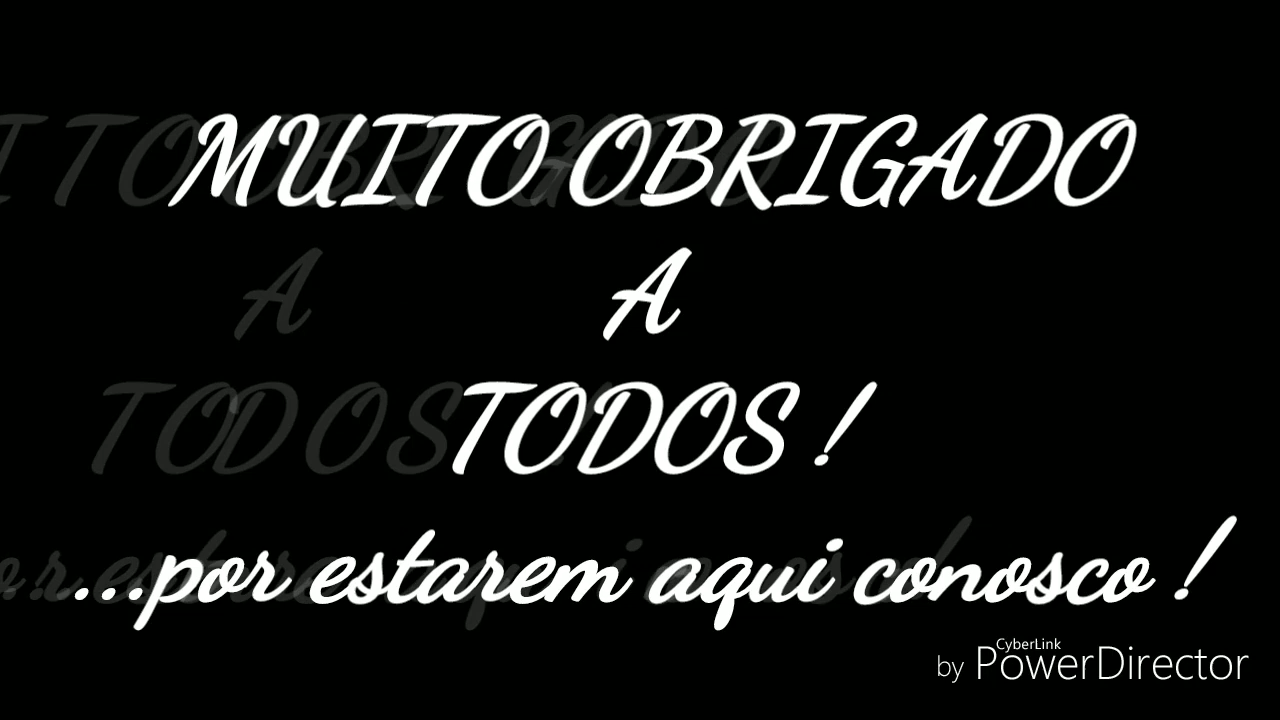 MUITO OBRIGADO
A
TODOS !
...por estarem aqui conosco !
CyberLink
by PowerDirector